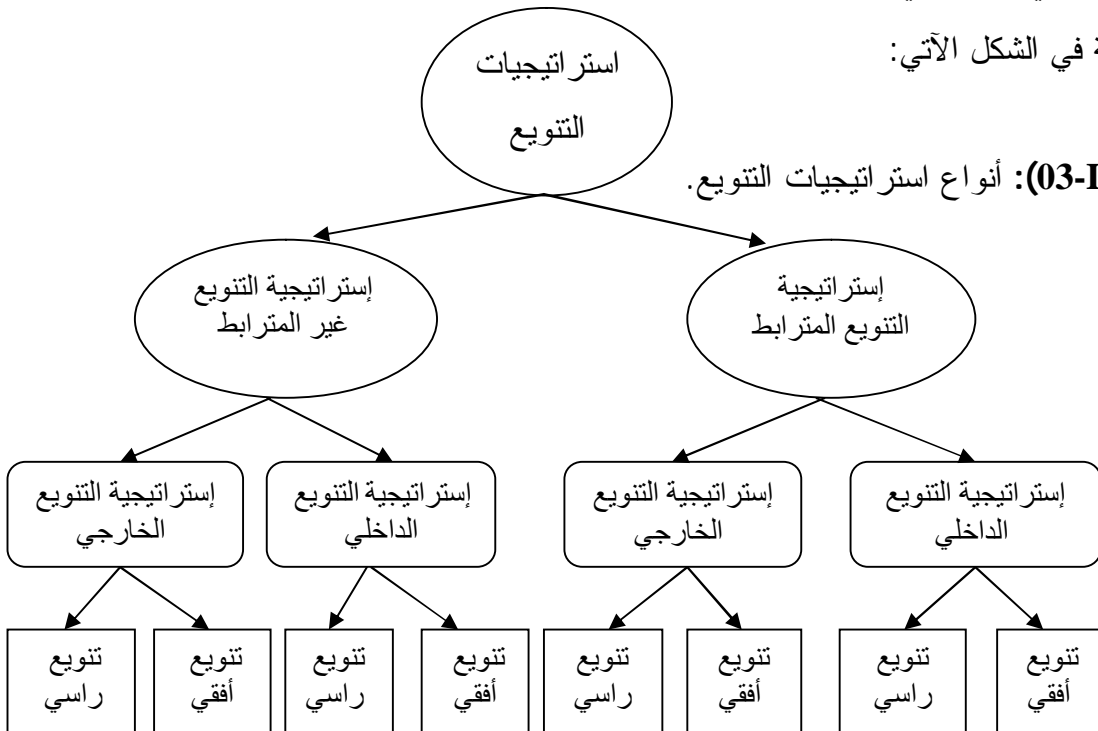 ة في الشكل الآتي:
استراتيجيات
التنويع
03-I): أنواع استراتيجيات التنويع.
إستراتيجية
التنويع المترابط
إستراتيجية التنويع
غير المترابط
إستراتيجية التنويع
الداخلي
إستراتيجية التنويع
الخارجي
إستراتيجية التنويع
الداخلي
إستراتيجية التنويع
الخارجي
تنويع
أفقي
تنويع
راسي
تنويع
أفقي
تنويع
راسي
تنويع
أفقي
تنويع
راسي
تنويع
أفقي
تنويع
راسي